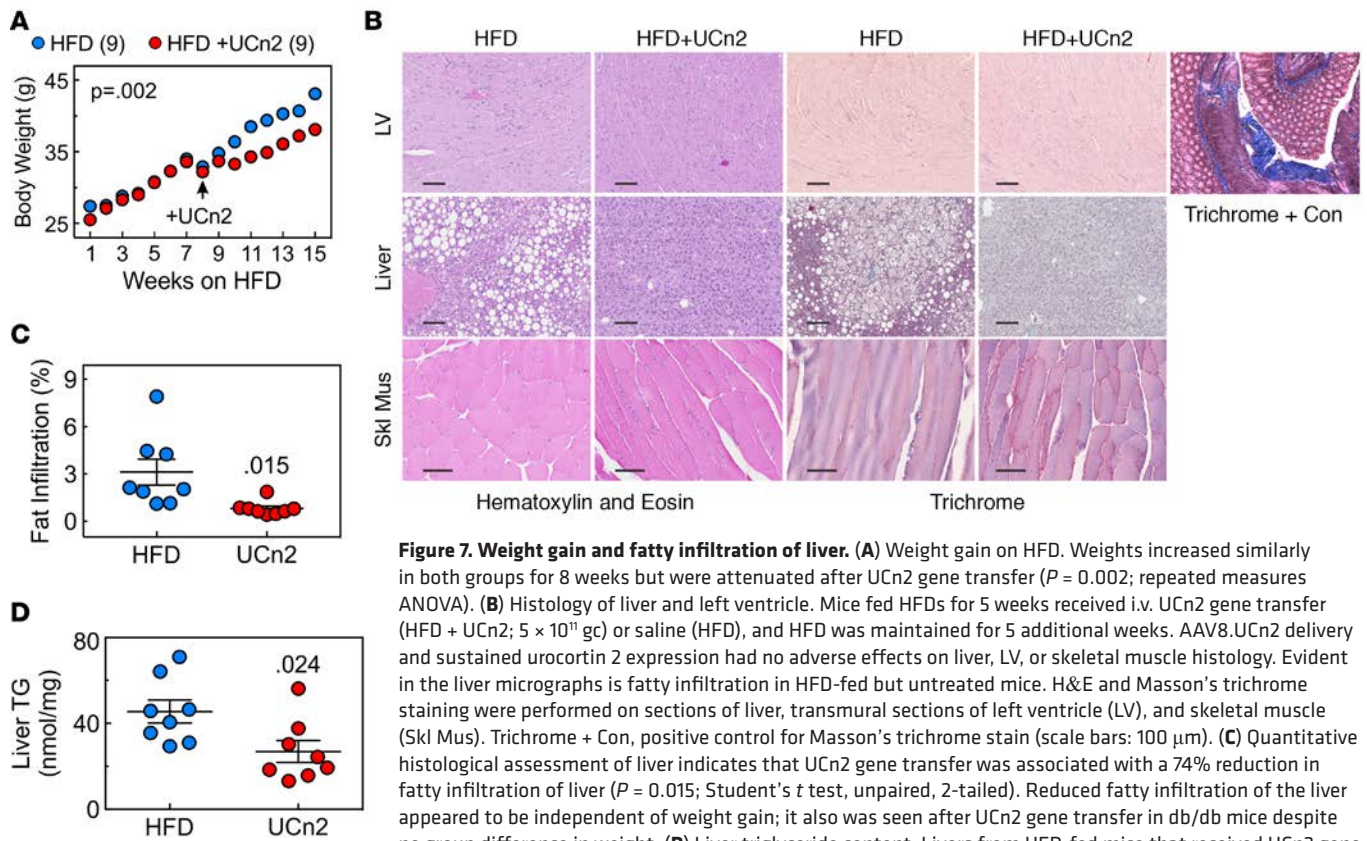 A
HFD (9) HFD +UCn2 (9)
Body Weight (g)
45
35
25
p=.002
+UCn2
1 3 5 7 9 11 13 15
Weeks on HFD
B
HFD HFD+UCn2 HFD HFD+UCn2
LV
Liver
Skl Mus
Trichrome + Con
Hematoxylin and Eosin Trichrome
C
Fat Infiltration (%)
9
6
3
0
.015
HFD UCn2
D
Liver TG
(nmol/mg)
80
40
0
.024
HFD UCn2
Figure 7. Weight gain and fatty infiltration of liver. (A) Weight gain on HFD. Weights increased similarly
in both groups for 8 weeks but were attenuated after UCn2 gene transfer (P = 0.002; repeated measures
ANOVA). (B) Histology of liver and left ventricle. Mice fed HFDs for 5 weeks received i.v. UCn2 gene transfer
(HFD + UCn2; 5 × 10¹¹ gc) or saline (HFD), and HFD was maintained for 5 additional weeks. AAV8.UCn2 delivery
and sustained urocortin 2 expression had no adverse effects on liver, LV, or skeletal muscle histology. Evident
in the liver micrographs is fatty infiltration in HFD-fed but untreated mice. H&E and Masson's trichrome
staining were performed on sections of liver, transmural sections of left ventricle (LV), and skeletal muscle
(Skl Mus). Trichrome + Con, positive control for Masson's trichrome stain (scale bars: 100 μm). (C) Quantitative
histological assessment of liver indicates that UCn2 gene transfer was associated with a 74% reduction in
fatty infiltration of liver (P = 0.015; Student's t test, unpaired, 2-tailed). Reduced fatty infiltration of the liver
appeared to be independent of weight gain; it also was seen after UCn2 gene transfer in db/db mice despite